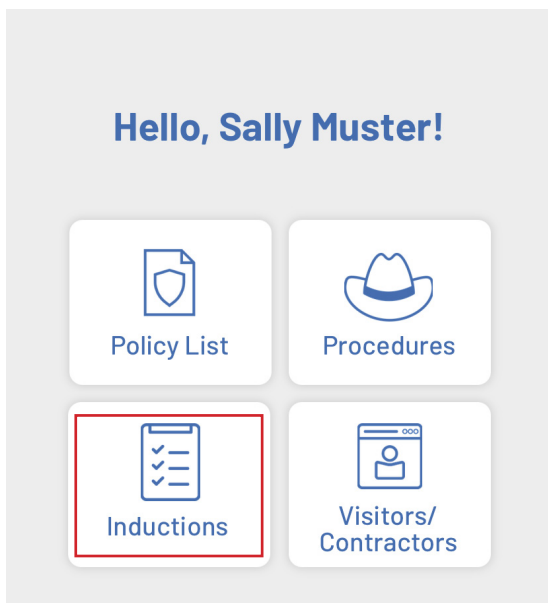 Hello, Sally Muster!
Policy List
Procedures
Inductions
Visitors/
Contractors